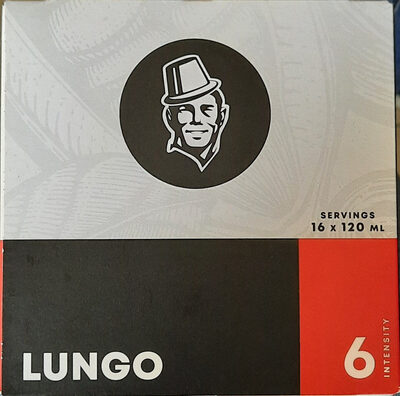 SERVINGS
16 x 120 ML
LUNGO
6
INTENSITY